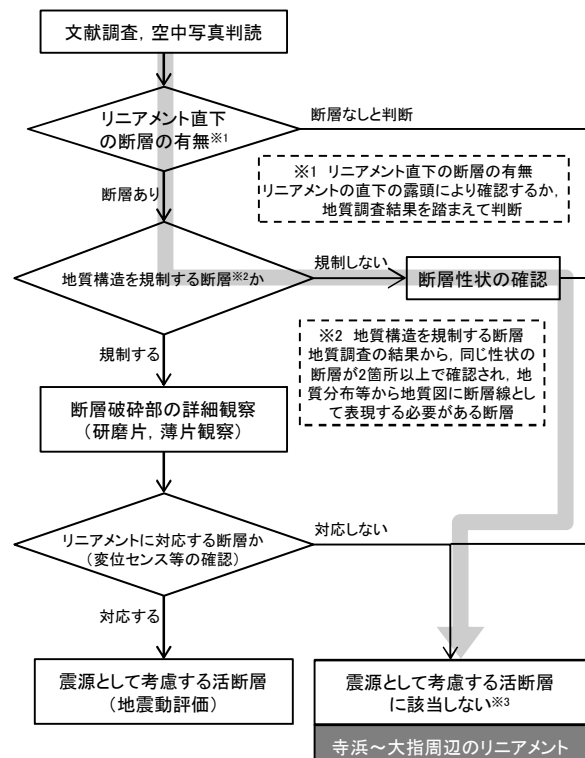 文献調査，空中写真判読
リニアメント直下
の断層の有無※1
断層なしと判断
※1 リニアメント直下の断層の有無
リニアメントの直下の露頭により確認するか，
地質調査結果を踏まえて判断
断層あり
地質構造を規制する断層※2か
規制しない
断層性状の確認
※2 地質構造を規制する断層
地質調査の結果から，同じ性状の
断層が2箇所以上で確認され，地
質分布等から地質図に断層線とし
て表現する必要がある断層
規制する
断層破砕部の詳細観察
（研磨片，薄片観察）
リニアメントに対応する断層か
（変位センス等の確認）
対応しない
対応する
震源として考慮する活断層
（地震動評価）
震源として考慮する活断層
に該当しない※3
寺浜～大指周辺のリニアメント